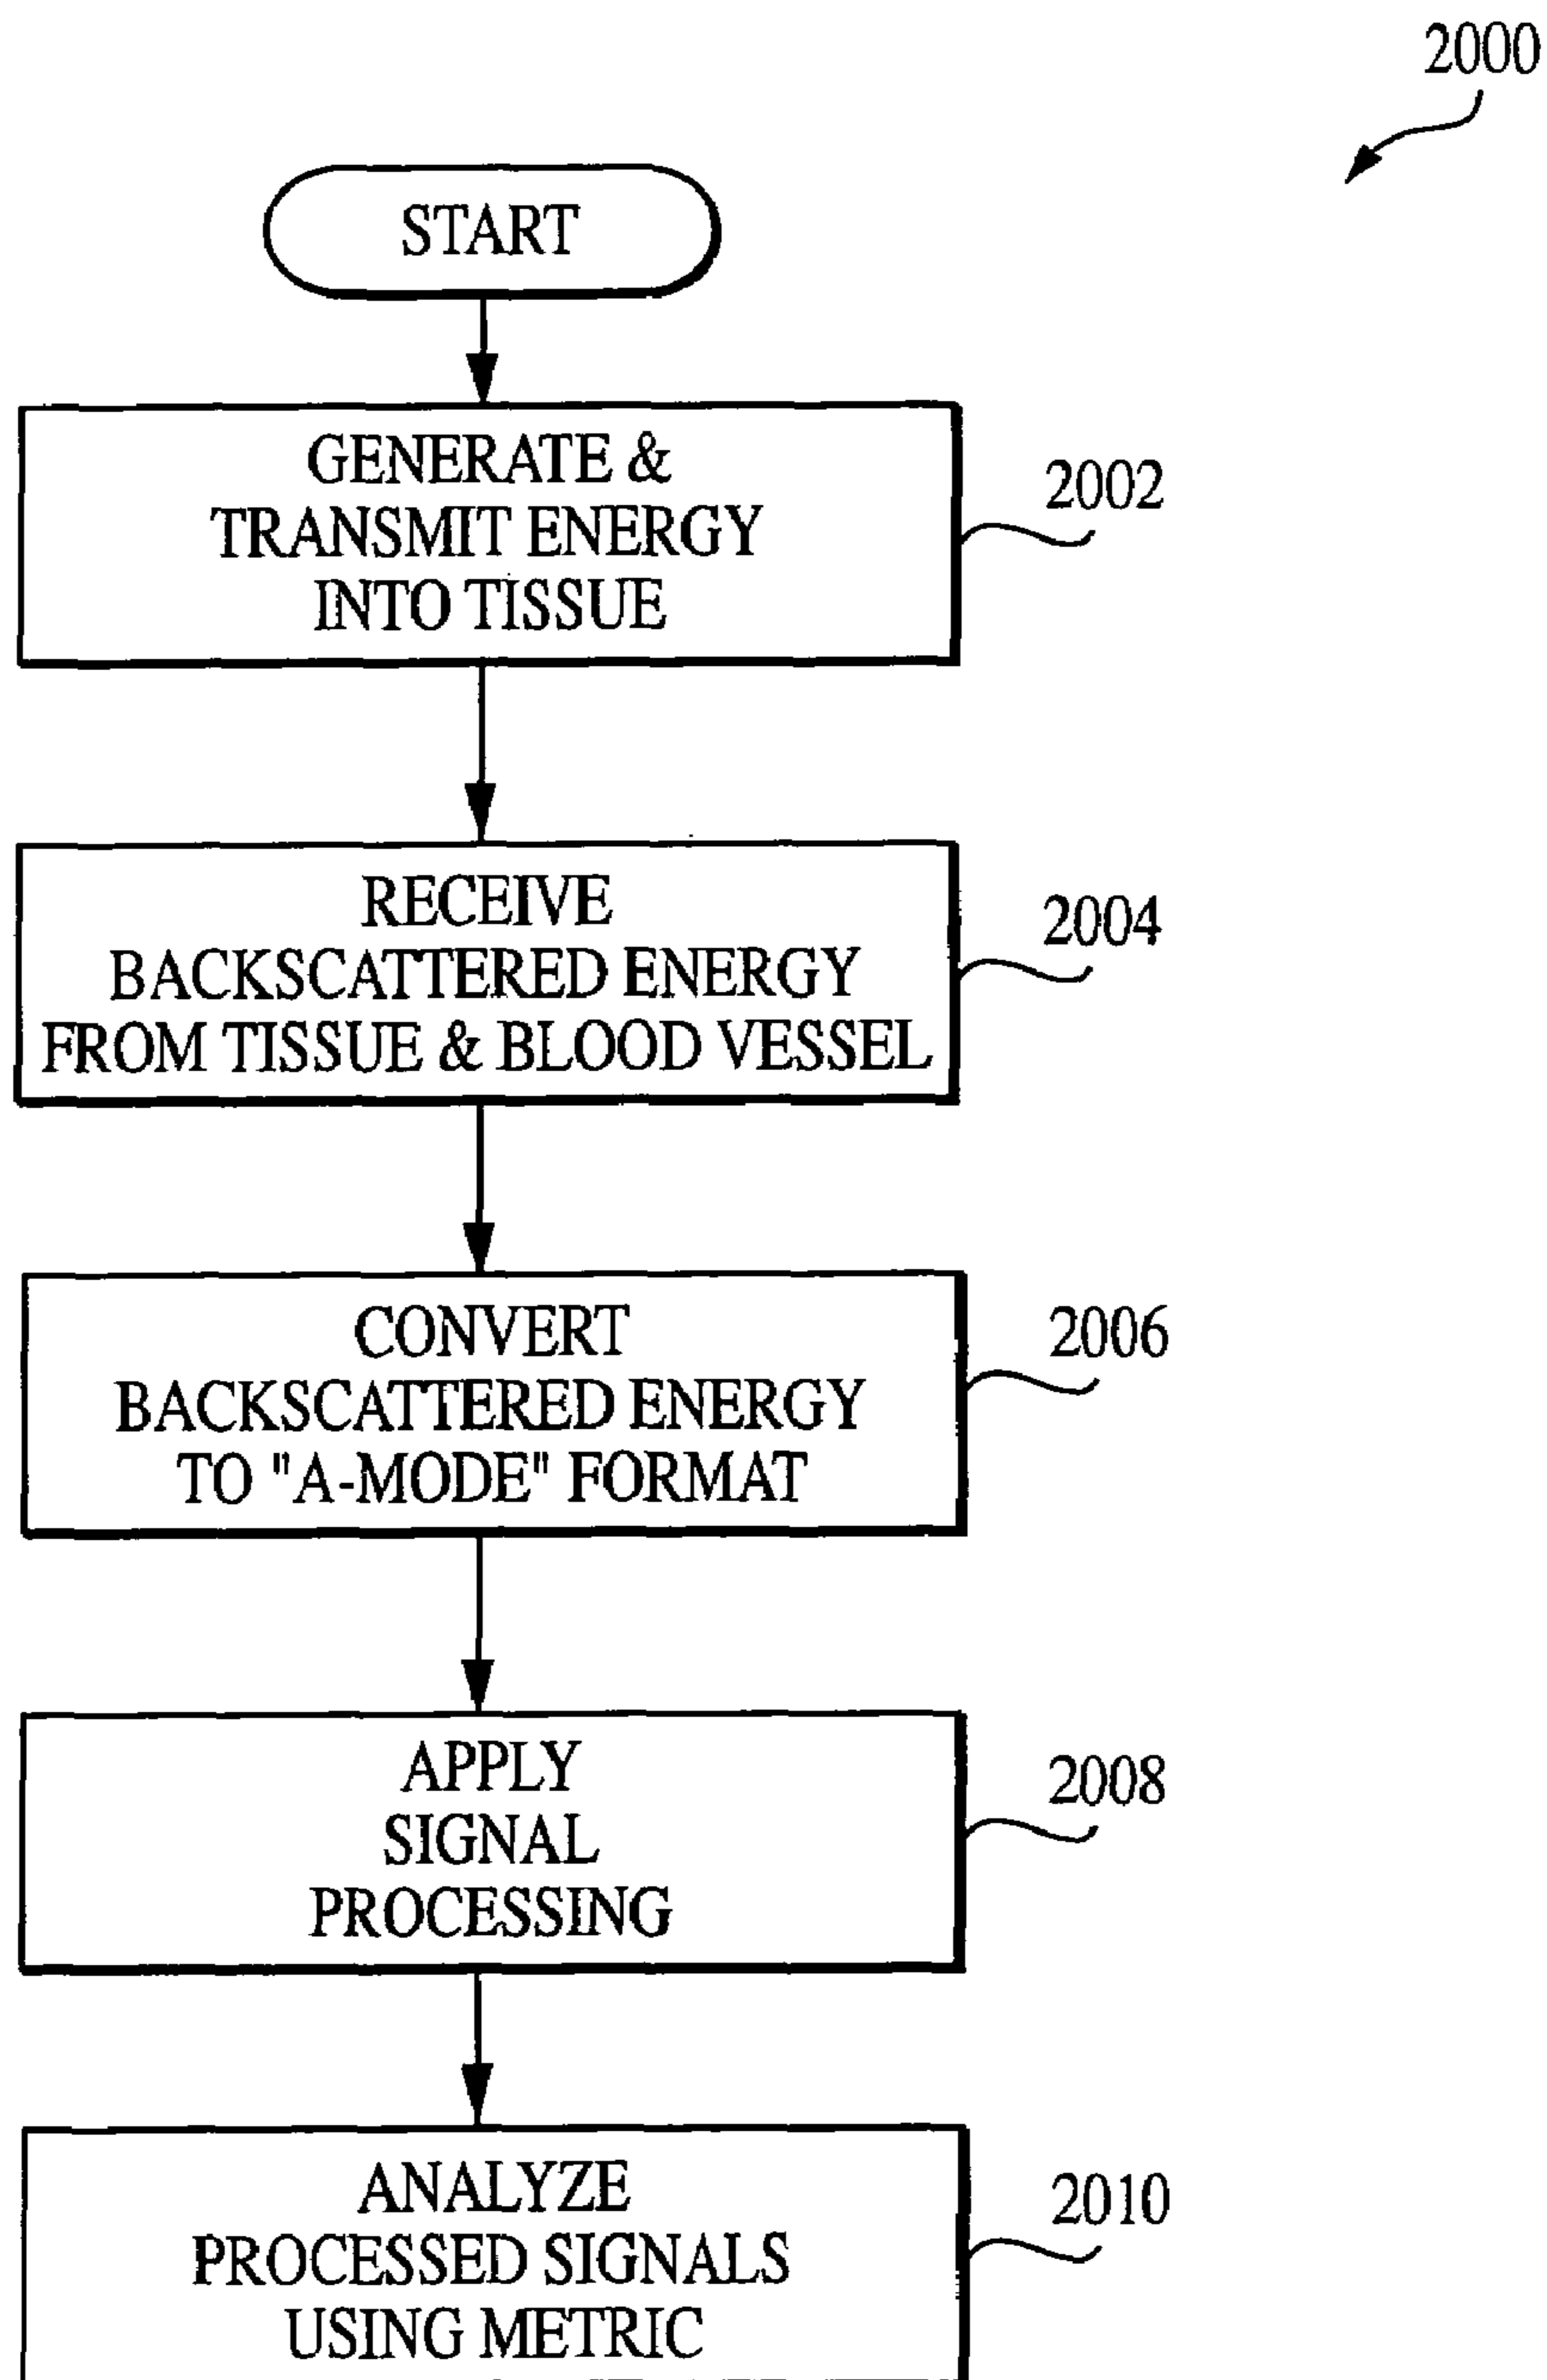 2000
START
GENERATE &
TRANSMIT ENERGY
INTO TISSUE
2002
RECEIVE
BACKSCATTERED ENERGY
FROM TISSUE & BLOOD VESSEL
2004
CONVERT
BACKSCATTERED ENERGY
TO "A-MODE" FORMAT
2006
APPLY
SIGNAL
PROCESSING
2008
ANALYZE
PROCESSED SIGNALS
USING METRIC
2010